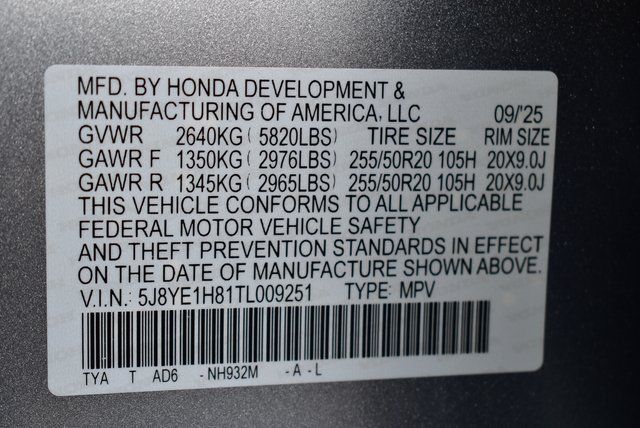 MFD. BY HONDA DEVELOPMENT &
MANUFACTURING OF AMERICA, LLC 09/'25
GVWR 2640KG ( 5820LBS) TIRE SIZE RIM SIZE
GAWR F 1350KG ( 2976LBS) 255/50R20 105H 20X9.0J
GAWR R 1345KG ( 2965LBS) 255/50R20 105H 20X9.0J
THIS VEHICLE CONFORMS TO ALL APPLICABLE
FEDERAL MOTOR VEHICLE SAFETY
AND THEFT PREVENTION STANDARDS IN EFFECT
ON THE DATE OF MANUFACTURE SHOWN ABOVE.
V.I.N.: 5J8YE1H81TL009251 TYPE: MPV
TYA T AD6 -NH932M -A-L